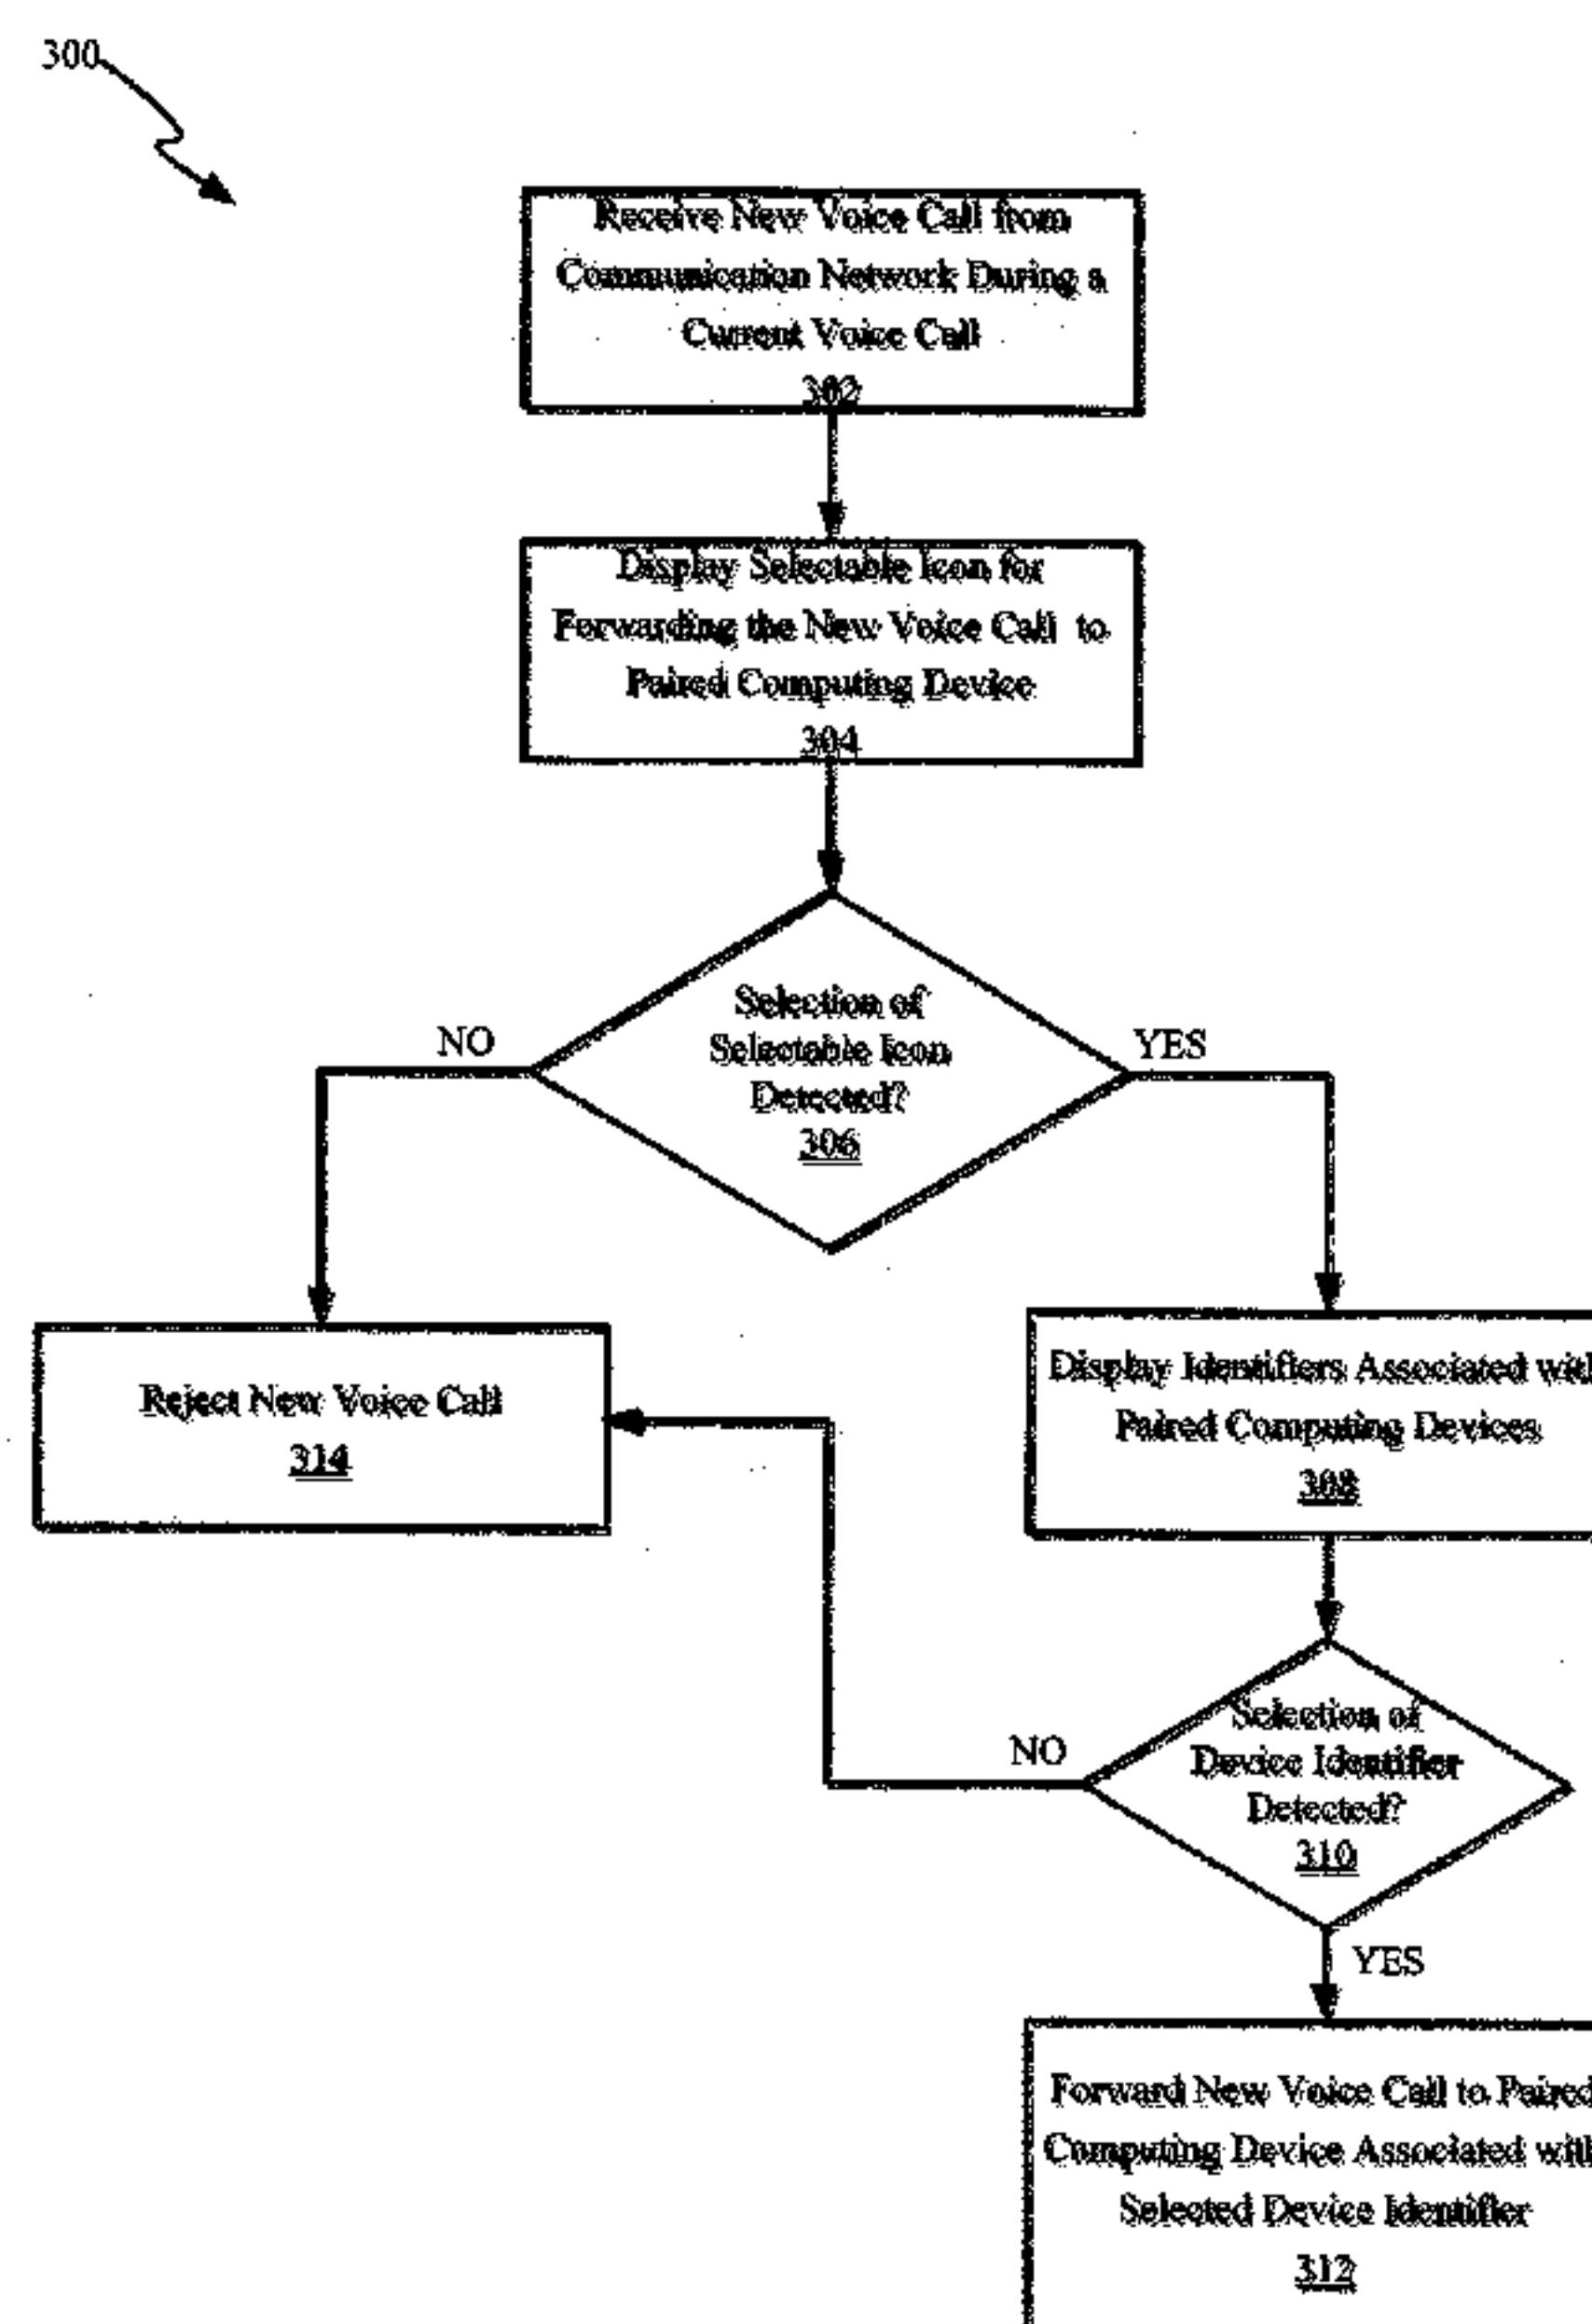 300
Receive New Voice Call from
Communication Network During a
Current Voice Call
302
Display Selectable Icon for
Forwarding the New Voice Call to
Paired Computing Device
304
Selection of
Selectable Icon
Detected?
306
NO
YES
Reject New Voice Call
314
Display Identifiers Associated with
Paired Computing Devices
308
Selection of
Device Identifier
Detected?
310
NO
YES
Forward New Voice Call to Paired
Computing Device Associated with
Selected Device Identifier
312